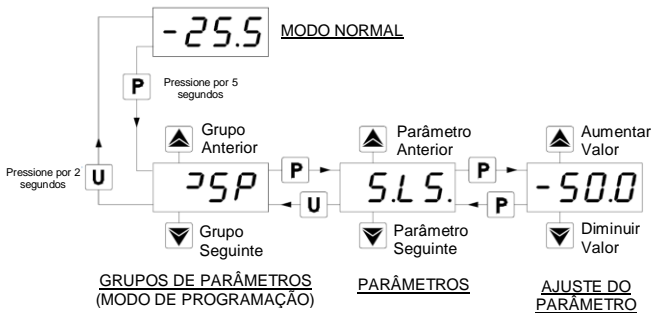 -25.5
MODO NORMAL
P
Pressione por 5
segundos
Grupo
Anterior
Parâmetro
Anterior
Aumentar
Valor
Pressione por 2
segundos
U
P
S.L.S.
P
-50.0
U
P
Grupo
Seguinte
Parâmetro
Seguinte
Diminuir
Valor
GRUPOS DE PARÂMETROS
(MODO DE PROGRAMAÇÃO)
PARÂMETROS
AJUSTE DO
PARÂMETRO